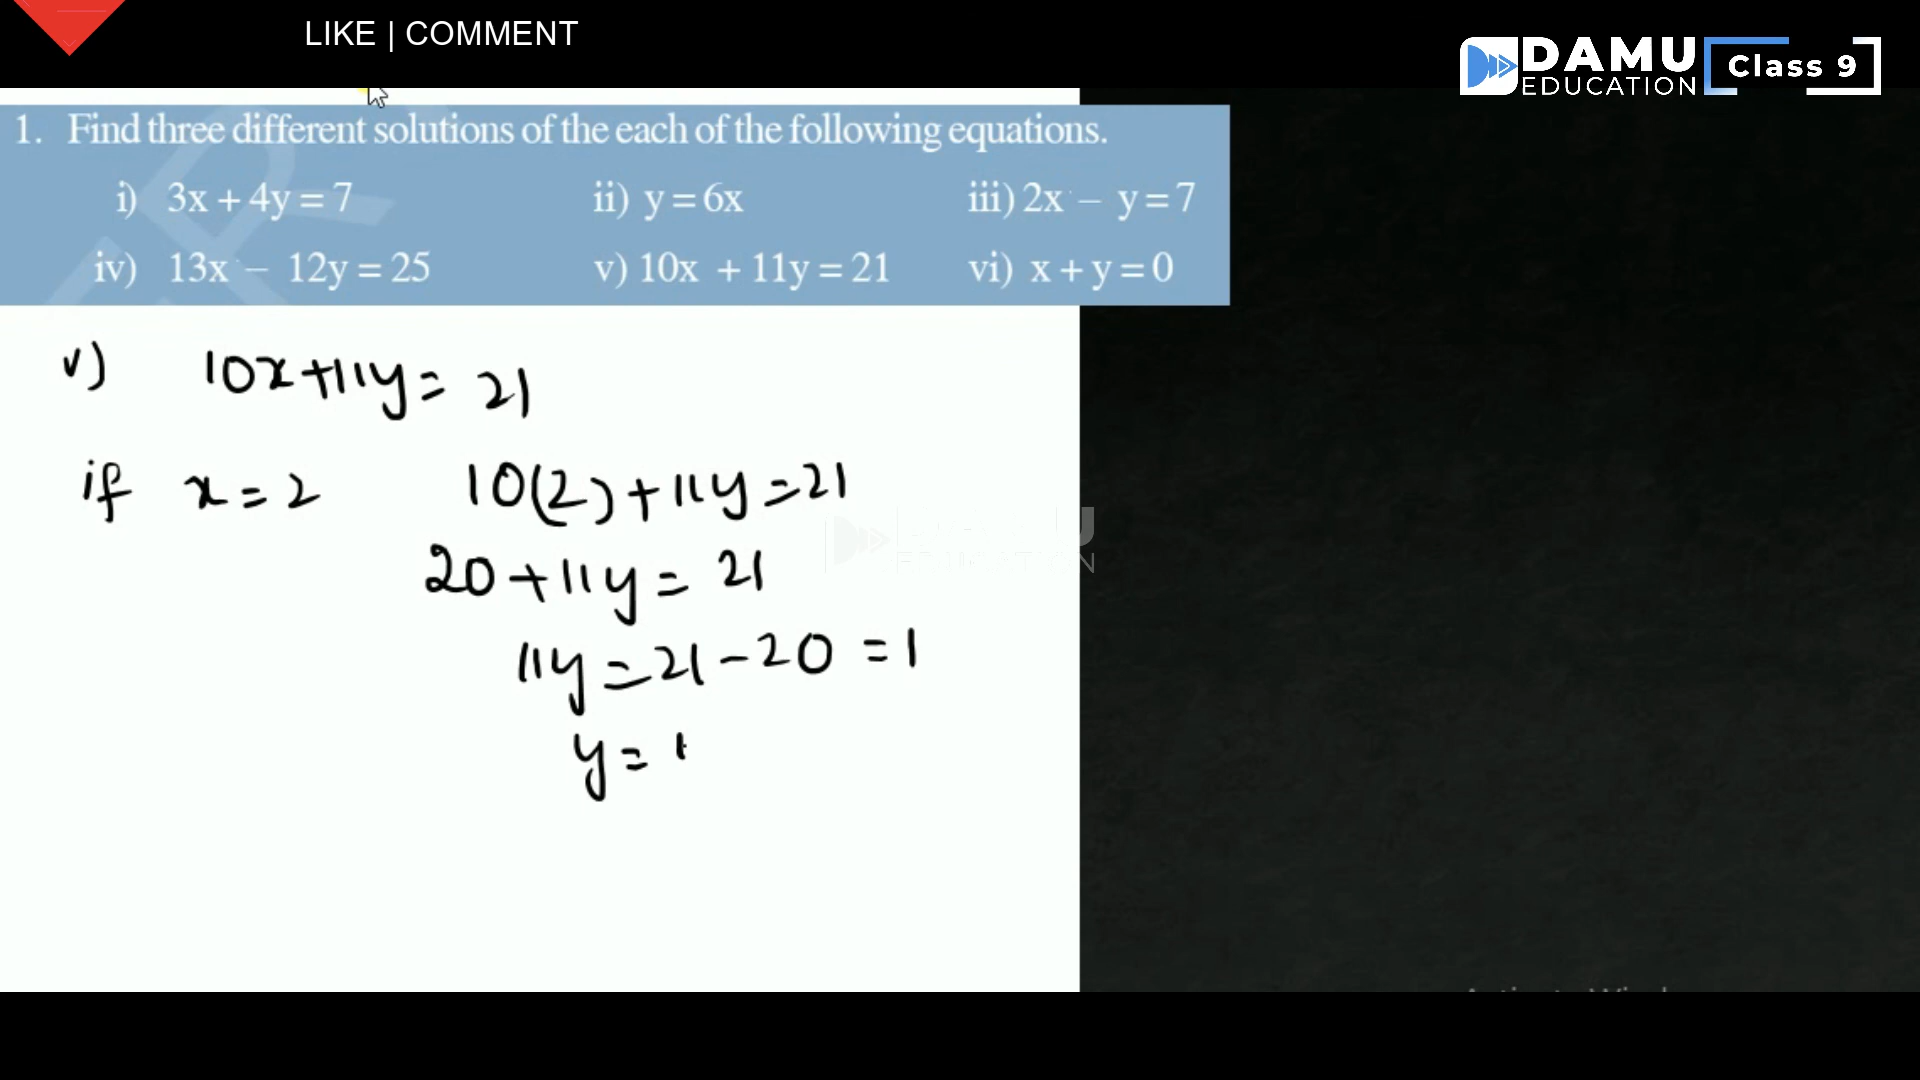 LIKE | COMMENT
DAMU
EDUCATION
Class 9
1. Find three different solutions of the each of the following equations.
i) 3x + 4y = 7 ii) y = 6x iii) 2x – y = 7
iv) 13x – 12y = 25 v) 10x + 11y = 21 vi) x + y = 0
v) 10x+11y = 21
if x = 2 10(2)+11y=21
20+11y = 21
11y = 21 - 20 = 1
y = 1